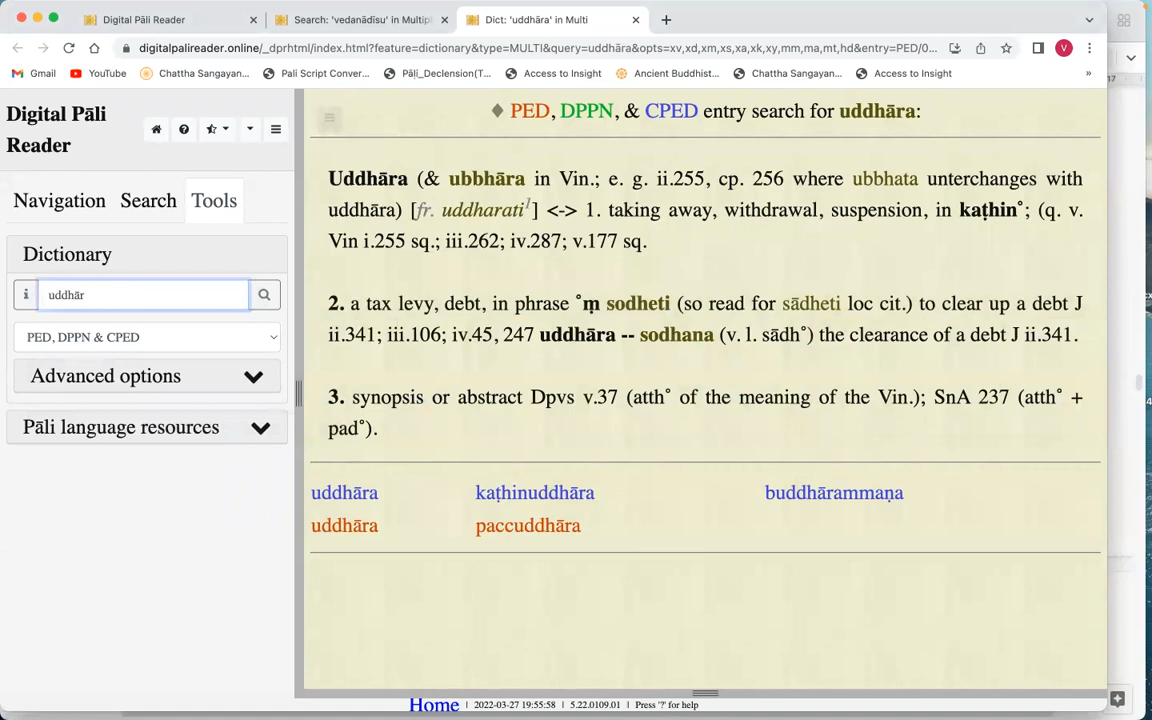 Digital Pāli Reader
Search: 'vedanādisu' in Multipl
Dict: 'uddhāra' in Multi
digitalpalireader.online/_dprhtml/index.html?feature=dictionary&type=MULTI&query=uddhāra&opts=xv,xd,xm,xs,xa,xk,xy,mm,ma,mt,hd&entry=PED/0...
V
Gmail
YouTube
Chattha Sangayan...
Pali Script Conver...
Pāḷi_Declension(T...
Access to Insight
Ancient Buddhist...
Chattha Sangayan...
Access to Insight
»
17
Digital Pāli
Reader
Navigation
Search
Tools
Dictionary
i
uddhār
PED, DPPN & CPED
Advanced options
Pāli language resources
♦ PED, DPPN, & CPED entry search for uddhāra:
Uddhāra (& ubbhāra in Vin.; e. g. ii.255, cp. 256 where ubbhata unterchanges with
uddhāra) [fr. uddharati¹] <-> 1. taking away, withdrawal, suspension, in kaṭhin˚; (q. v.
Vin i.255 sq.; iii.262; iv.287; v.177 sq.
2. a tax levy, debt, in phrase ˚ṃ sodheti (so read for sādheti loc cit.) to clear up a debt J
ii.341; iii.106; iv.45, 247 uddhāra -- sodhana (v. l. sādh˚) the clearance of a debt J ii.341.
3. synopsis or abstract Dpvs v.37 (atth˚ of the meaning of the Vin.); SnA 237 (atth˚ +
pad˚).
uddhāra kaṭhinuddhāra buddhārammaṇa
uddhāra paccuddhāra
Home | 2022-03-27 19:55:58 | 5.22.0109.01 | Press '?' for help